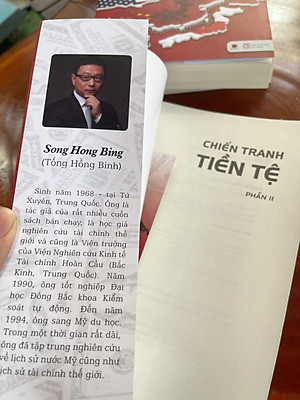 Song Hong Bing
(Tống Hồng Binh)
Sinh năm 1968 - tại Tứ
Xuyên, Trung Quốc. Ông là
tác giả của rất nhiều cuốn
sách bán chạy, là học giả
nghiên cứu tài chính thế
giới và cũng là Viện trưởng
của Viện Nghiên cứu Kinh tế
Tài chính Hoàn Cầu (Bắc
Kinh, Trung Quốc). Năm
1990, ông tốt nghiệp Đại
học Đông Bắc khoa Kiểm
soát tự động. Đến năm
1994, ông sang Mỹ du học.
Trong một thời gian rất dài,
ông đã tập trung nghiên cứu
về lịch sử nước Mỹ cũng như
lịch sử tài chính thế giới.
CHIẾN TRANH
TIỀN TỆ
PHẦN II